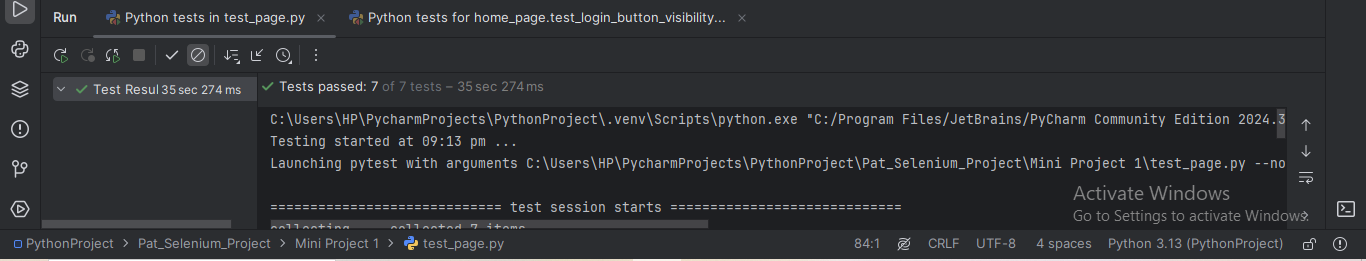 Run Python tests in test_page.py × Python tests for home_page.test_login_button_visibility... ×
Test Resul 35 sec 274 ms
Tests passed: 7 of 7 tests – 35 sec 274 ms
C:\Users\HP\PycharmProjects\PythonProject\.venv\Scripts\python.exe "C:/Program Files/JetBrains/PyCharm Community Edition 2024.3
Testing started at 09:13 pm ...
Launching pytest with arguments C:\Users\HP\PycharmProjects\PythonProject\Pat_Selenium_Project\Mini Project 1\test_page.py --no
============================= test session starts =============================
collecting ... collected 7 items
Activate Windows
Go to Settings to activate Windows.
PythonProject > Pat_Selenium_Project > Mini Project 1 > test_page.py 84:1 CRLF UTF-8 4 spaces Python 3.13 (PythonProject)